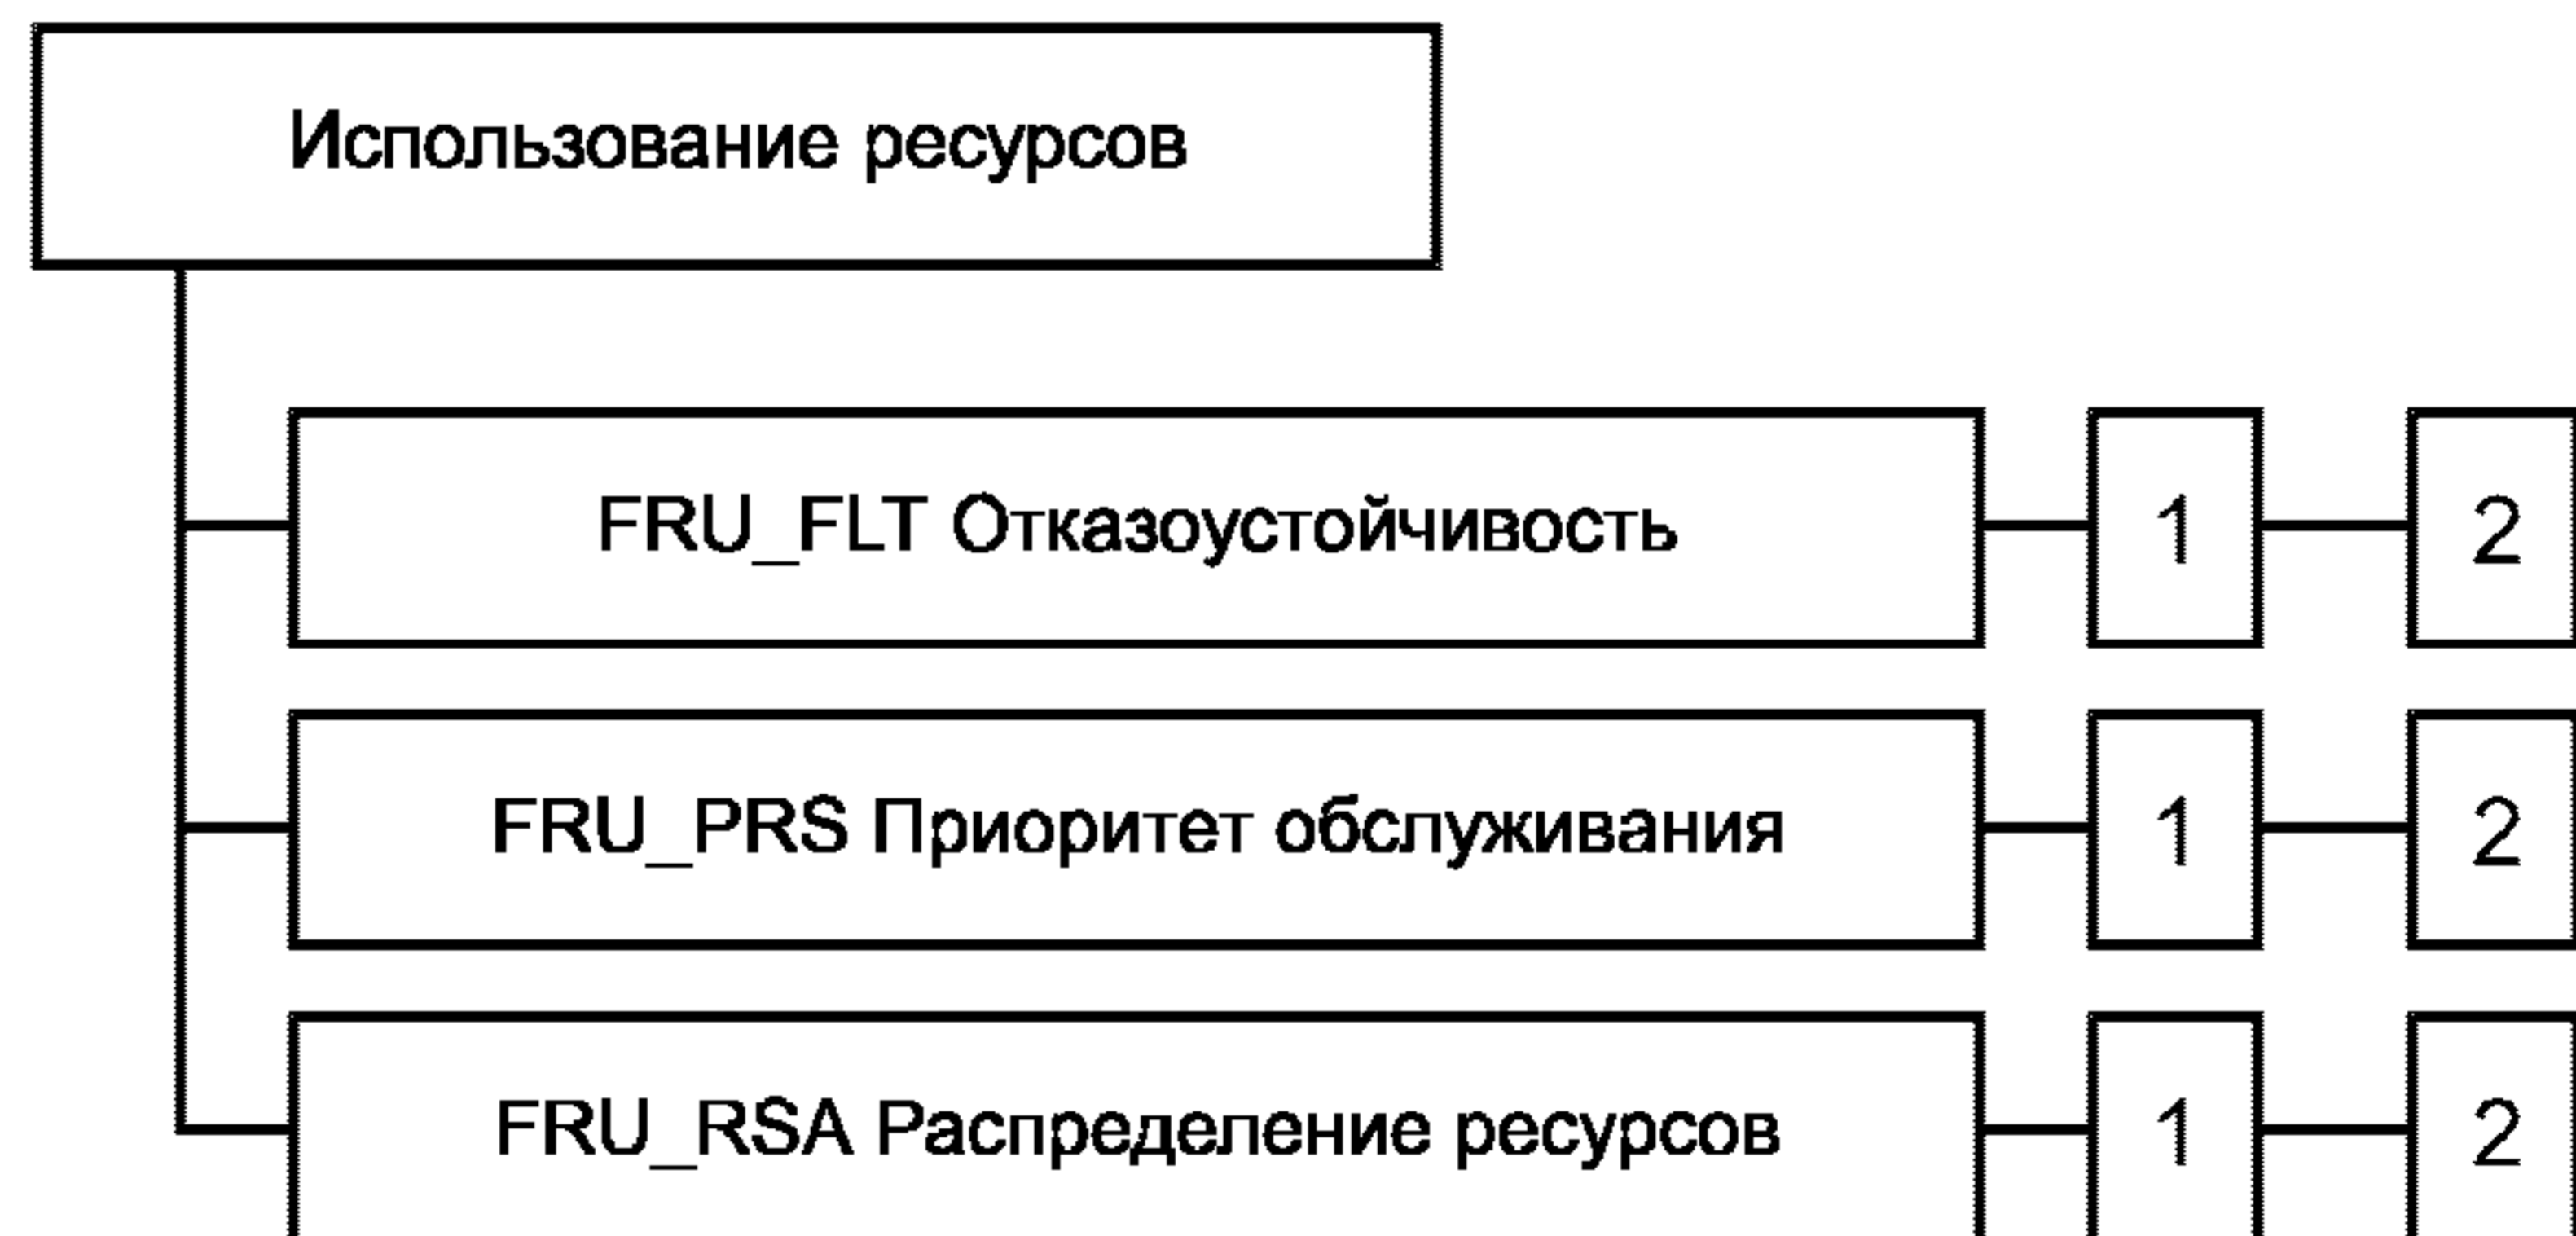 Использование ресурсов
FRU_FLT Отказоустойчивость 1 2
FRU_PRS Приоритет обслуживания 1 2
FRU_RSA Распределение ресурсов 1 2